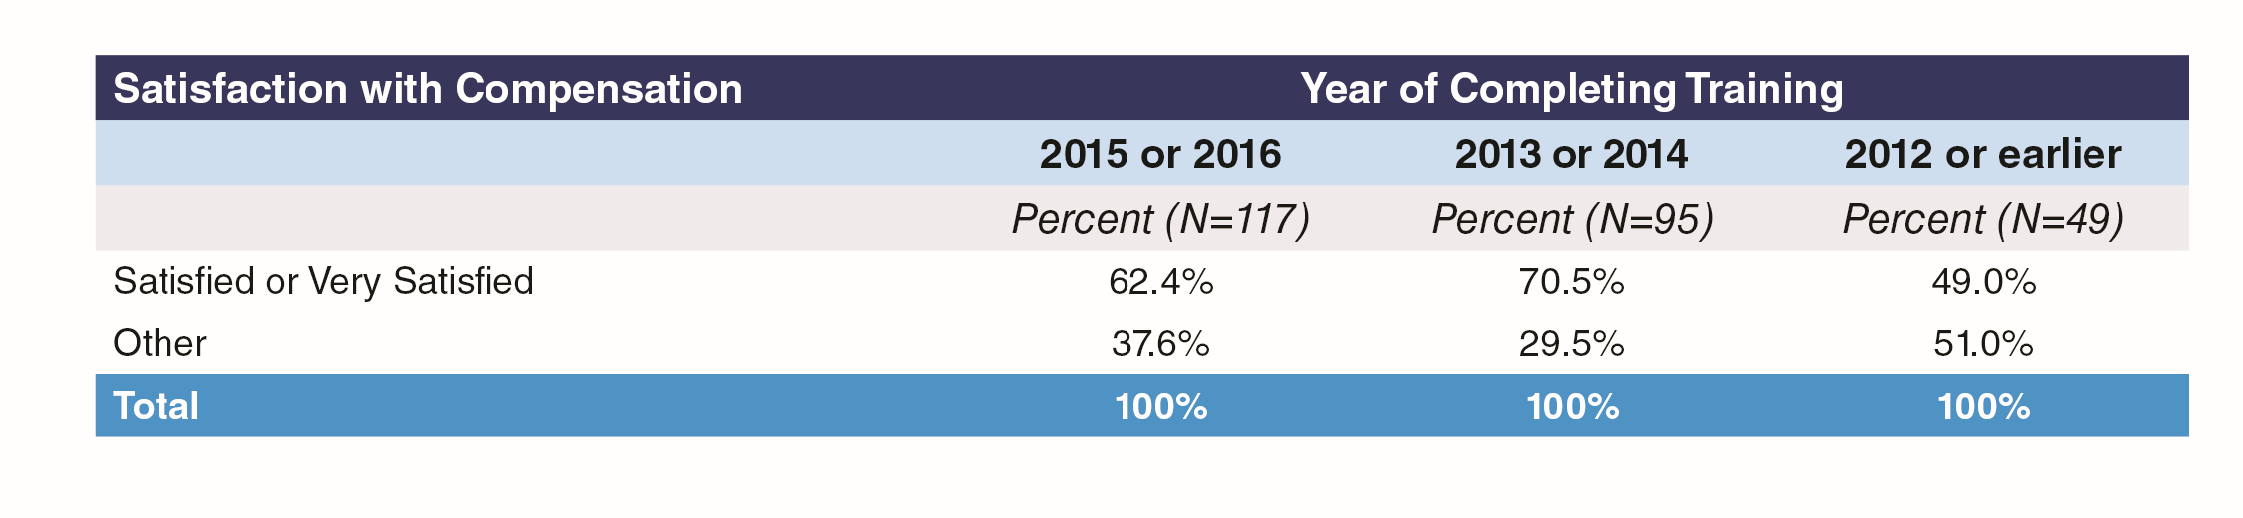 Satisfaction with Compensation Year of Completing Training
2015 or 2016 2013 or 2014 2012 or earlier
Percent (N=117) Percent (N=95) Percent (N=49)
Satisfied or Very Satisfied 62.4% 70.5% 49.0%
Other 37.6% 29.5% 51.0%
Total 100% 100% 100%